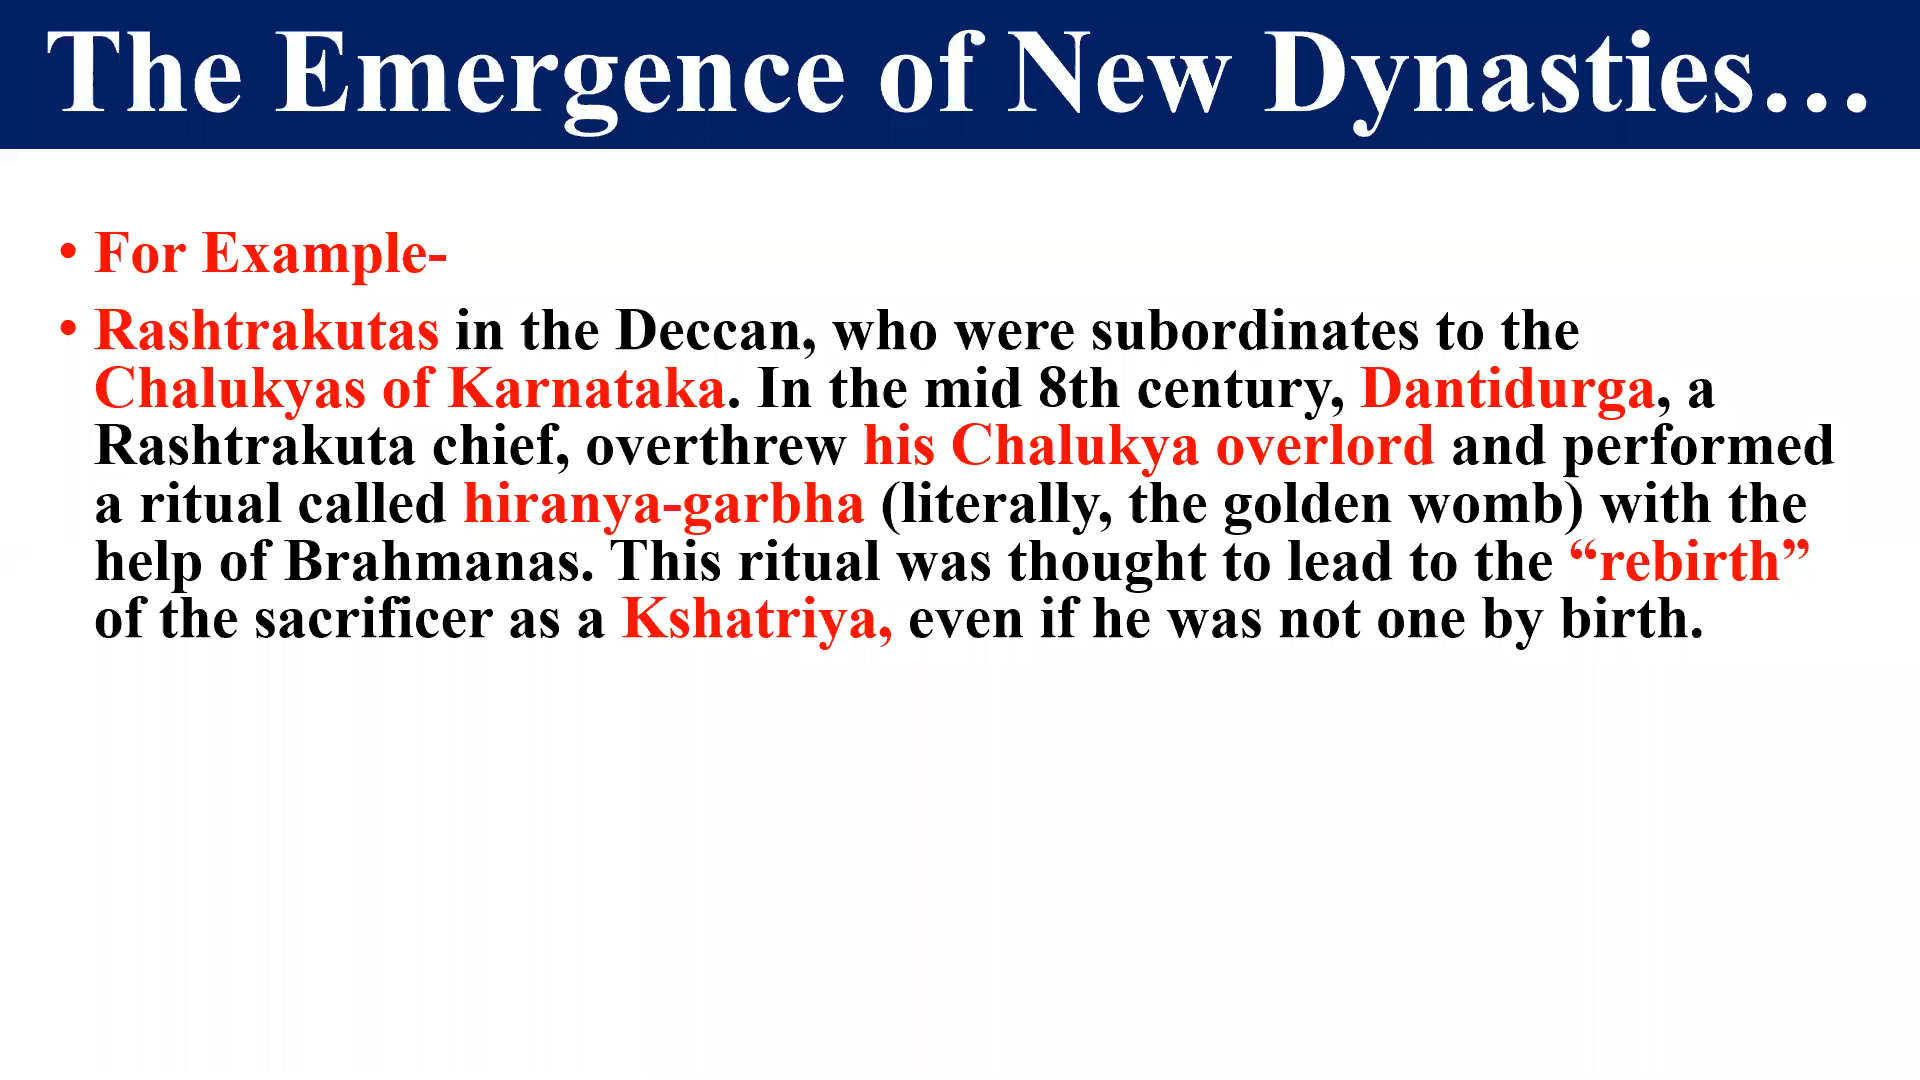 The Emergence of New Dynasties...
• For Example-
• Rashtrakutas in the Deccan, who were subordinates to the
Chalukyas of Karnataka. In the mid 8th century, Dantidurga, a
Rashtrakuta chief, overthrew his Chalukya overlord and performed
a ritual called hiranya-garbha (literally, the golden womb) with the
help of Brahmanas. This ritual was thought to lead to the “rebirth”
of the sacrificer as a Kshatriya, even if he was not one by birth.